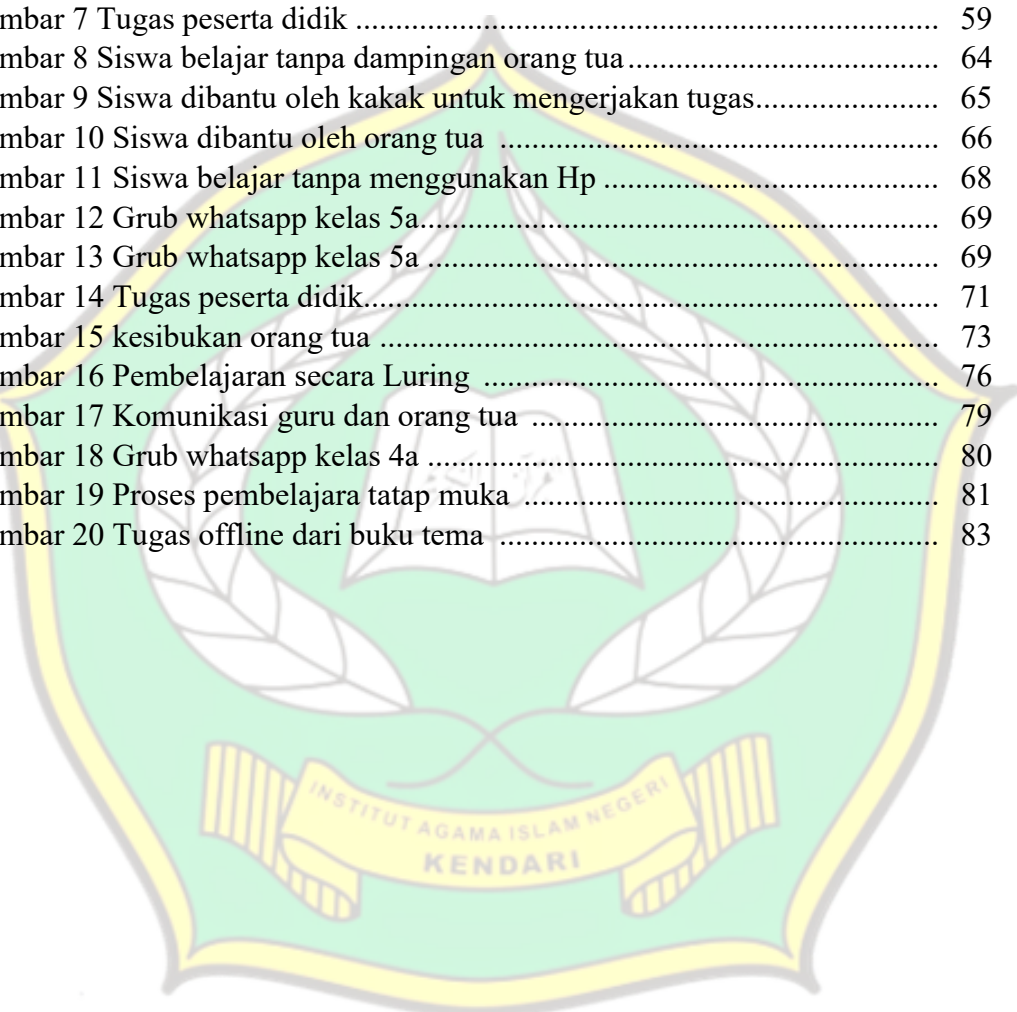 mbar 7 Tugas peserta didik ........................................................................ 59
mbar 8 Siswa belajar tanpa dampingan orang tua ....................................... 64
mbar 9 Siswa dibantu oleh kakak untuk mengerjakan tugas....................... 65
mbar 10 Siswa dibantu oleh orang tua ....................................................... 66
mbar 11 Siswa belajar tanpa menggunakan Hp .......................................... 68
mbar 12 Grub whatsapp kelas 5a................................................................. 69
mbar 13 Grub whatsapp kelas 5a ................................................................ 69
mbar 14 Tugas peserta didik........................................................................ 71
mbar 15 kesibukan orang tua ...................................................................... 73
mbar 16 Pembelajaran secara Luring ......................................................... 76
mbar 17 Komunikasi guru dan orang tua ................................................... 79
mbar 18 Grub whatsapp kelas 4a ................................................................ 80
mbar 19 Proses pembelajara tatap muka .................................................... 81
mbar 20 Tugas offline dari buku tema ....................................................... 83
INSTITUT AGAMA ISLAM NEGERI
KENDARI